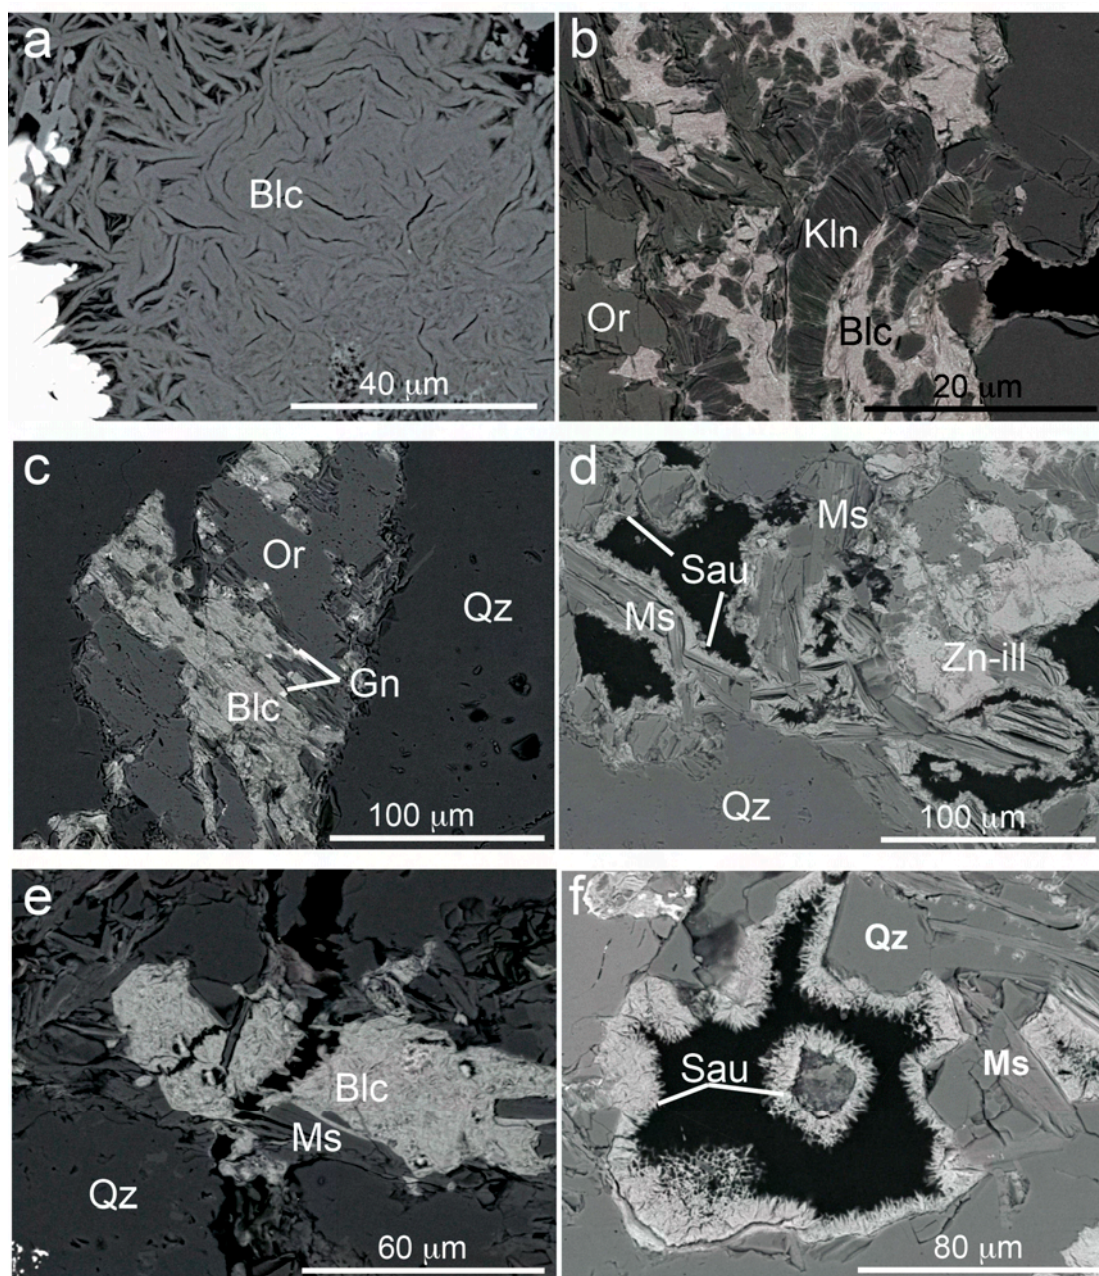 a
Blc
40 μm
b
Kln
Or
Blc
20 μm
c
Or
Qz
Gn
Blc
100 μm
d
Ms
Sau
Ms
Zn-ill
Qz
100 μm
e
Blc
Ms
Qz
60 μm
f
Qz
Sau
Ms
80 μm